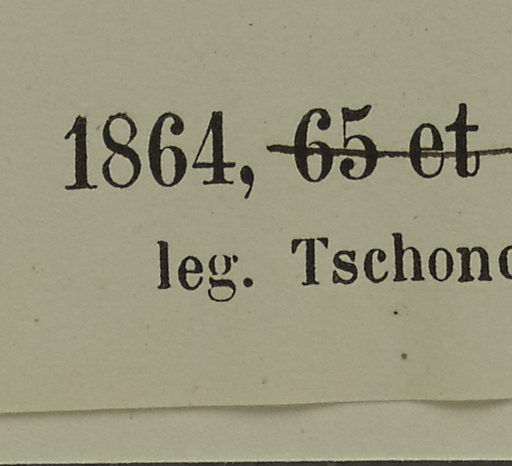 1864, 65 et
leg. Tschono